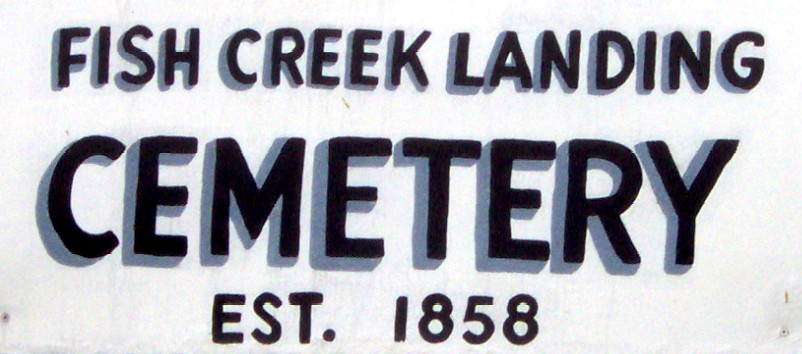 FISH CREEK LANDING
CEMETERY
EST. 1858